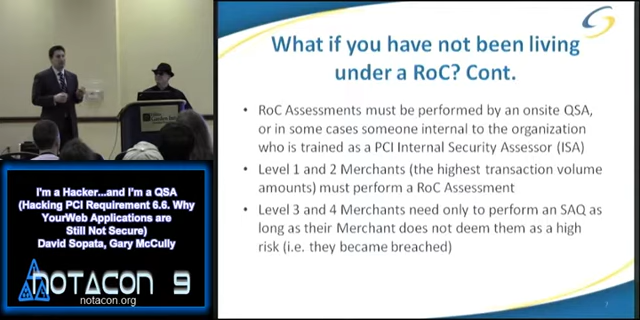 What if you have not been living
under a RoC? Cont.
• RoC Assessments must be performed by an onsite QSA,
or in some cases someone internal to the organization
who is trained as a PCI Internal Security Assessor (ISA)
• Level 1 and 2 Merchants (the highest transaction volume
amounts) must perform a RoC Assessment
• Level 3 and 4 Merchants need only to perform an SAQ as
long as their Merchant does not deem them as a high
risk (i.e. they became breached)
7
I'm a Hacker...and I'm a QSA
(Hacking PCI Requirement 6.6. Why
YourWeb Applications are
Still Not Secure)
David Sopata, Gary McCully
NOTACON 9
notacon.org